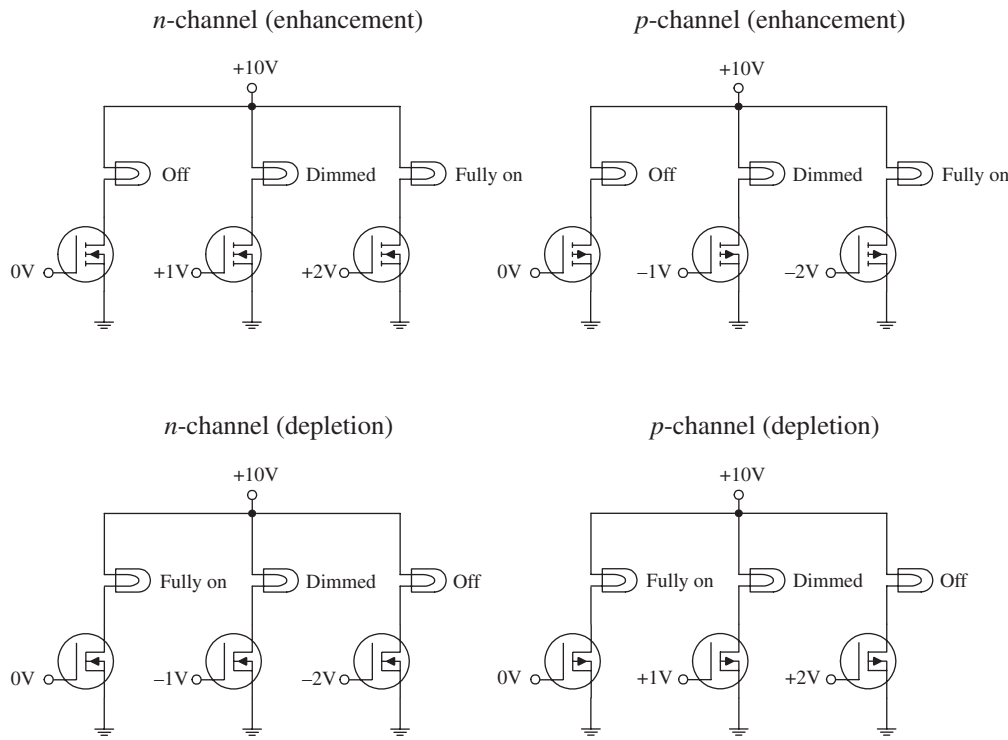 n-channel (enhancement)
+10V
Off
Dimmed
Fully on
0V
+1V
+2V
p-channel (enhancement)
+10V
Off
Dimmed
Fully on
0V
–1V
–2V
n-channel (depletion)
+10V
Fully on
Dimmed
Off
0V
–1V
–2V
p-channel (depletion)
+10V
Fully on
Dimmed
Off
0V
+1V
+2V